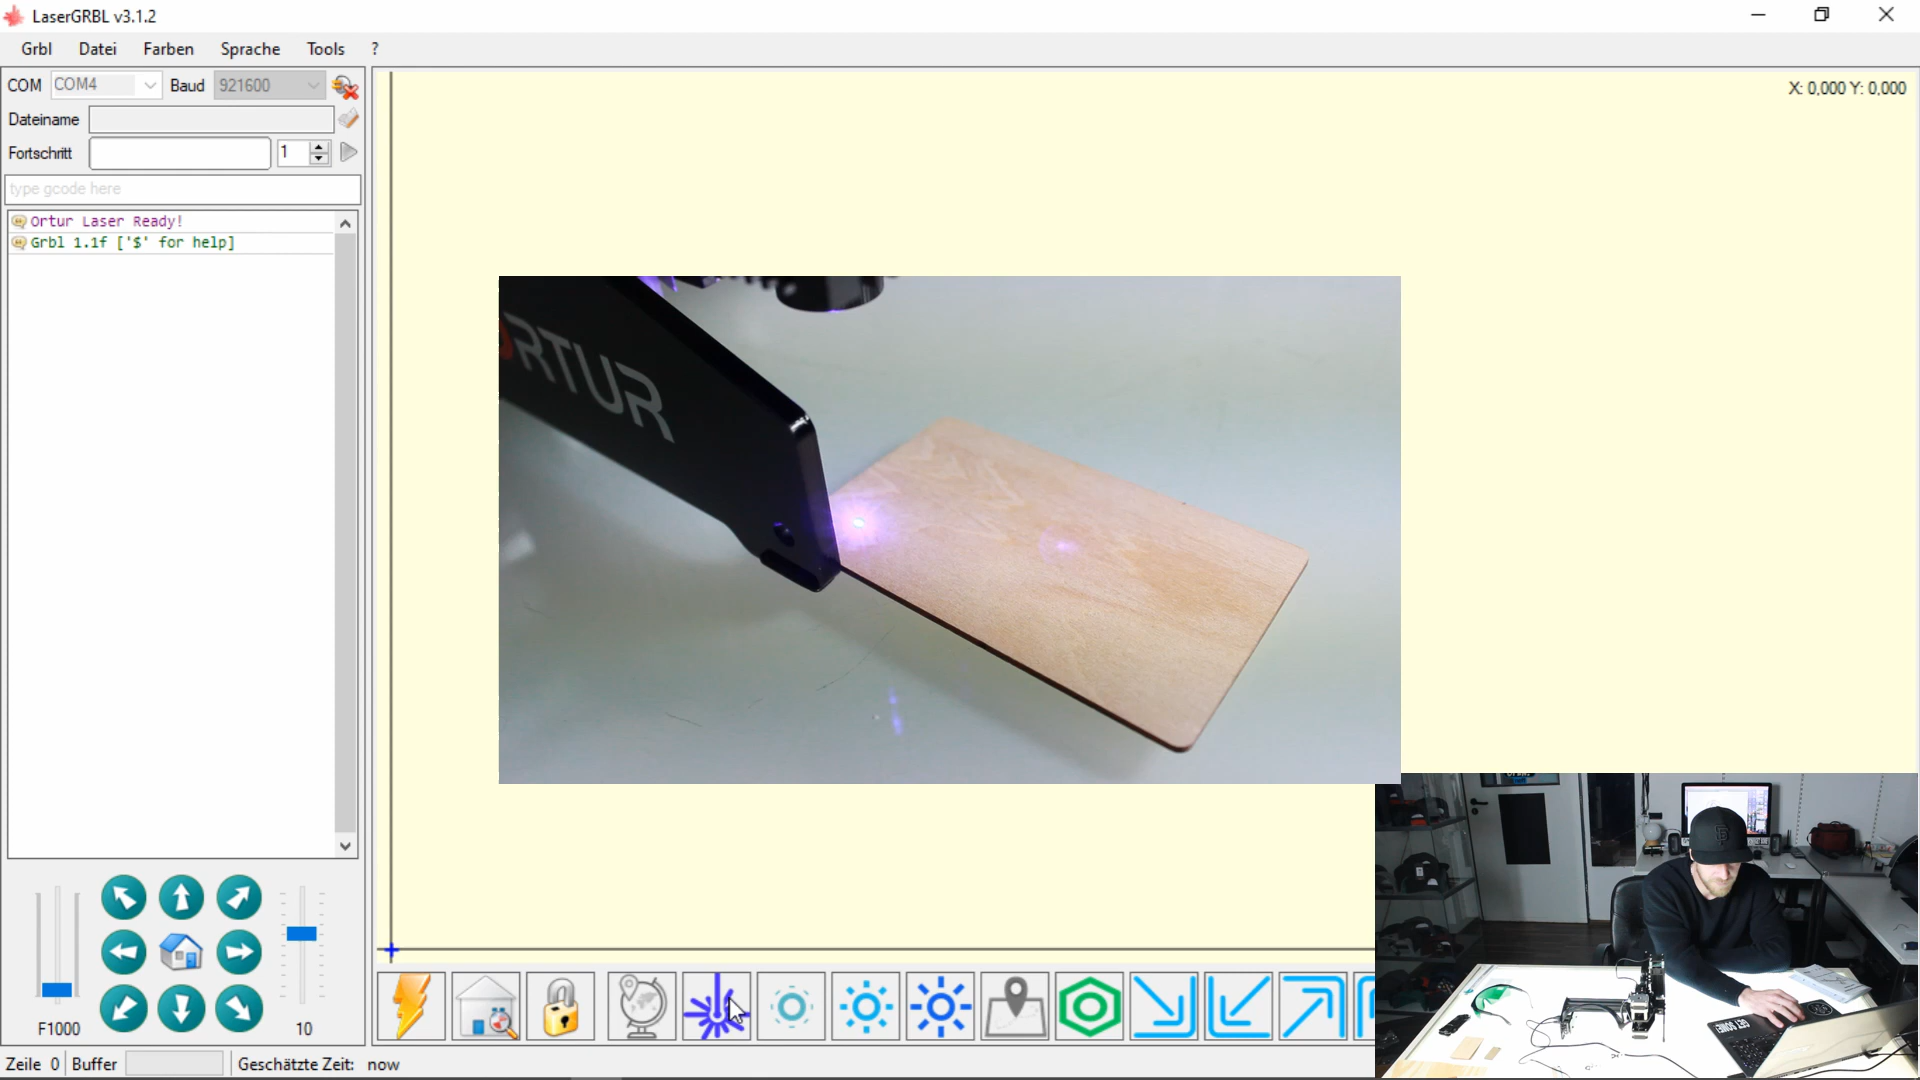 LaserGRBL v3.1.2
Grbl Datei Farben Sprache Tools ?
COM COM4 Baud 921600
Dateiname
Fortschritt 1
type gcode here
Ortur Laser Ready!
Grbl 1.1f ['$' for help]
X: 0,000 Y: 0,000
ORTUR
F1000
10
Zeile 0 Buffer Geschätzte Zeit: now